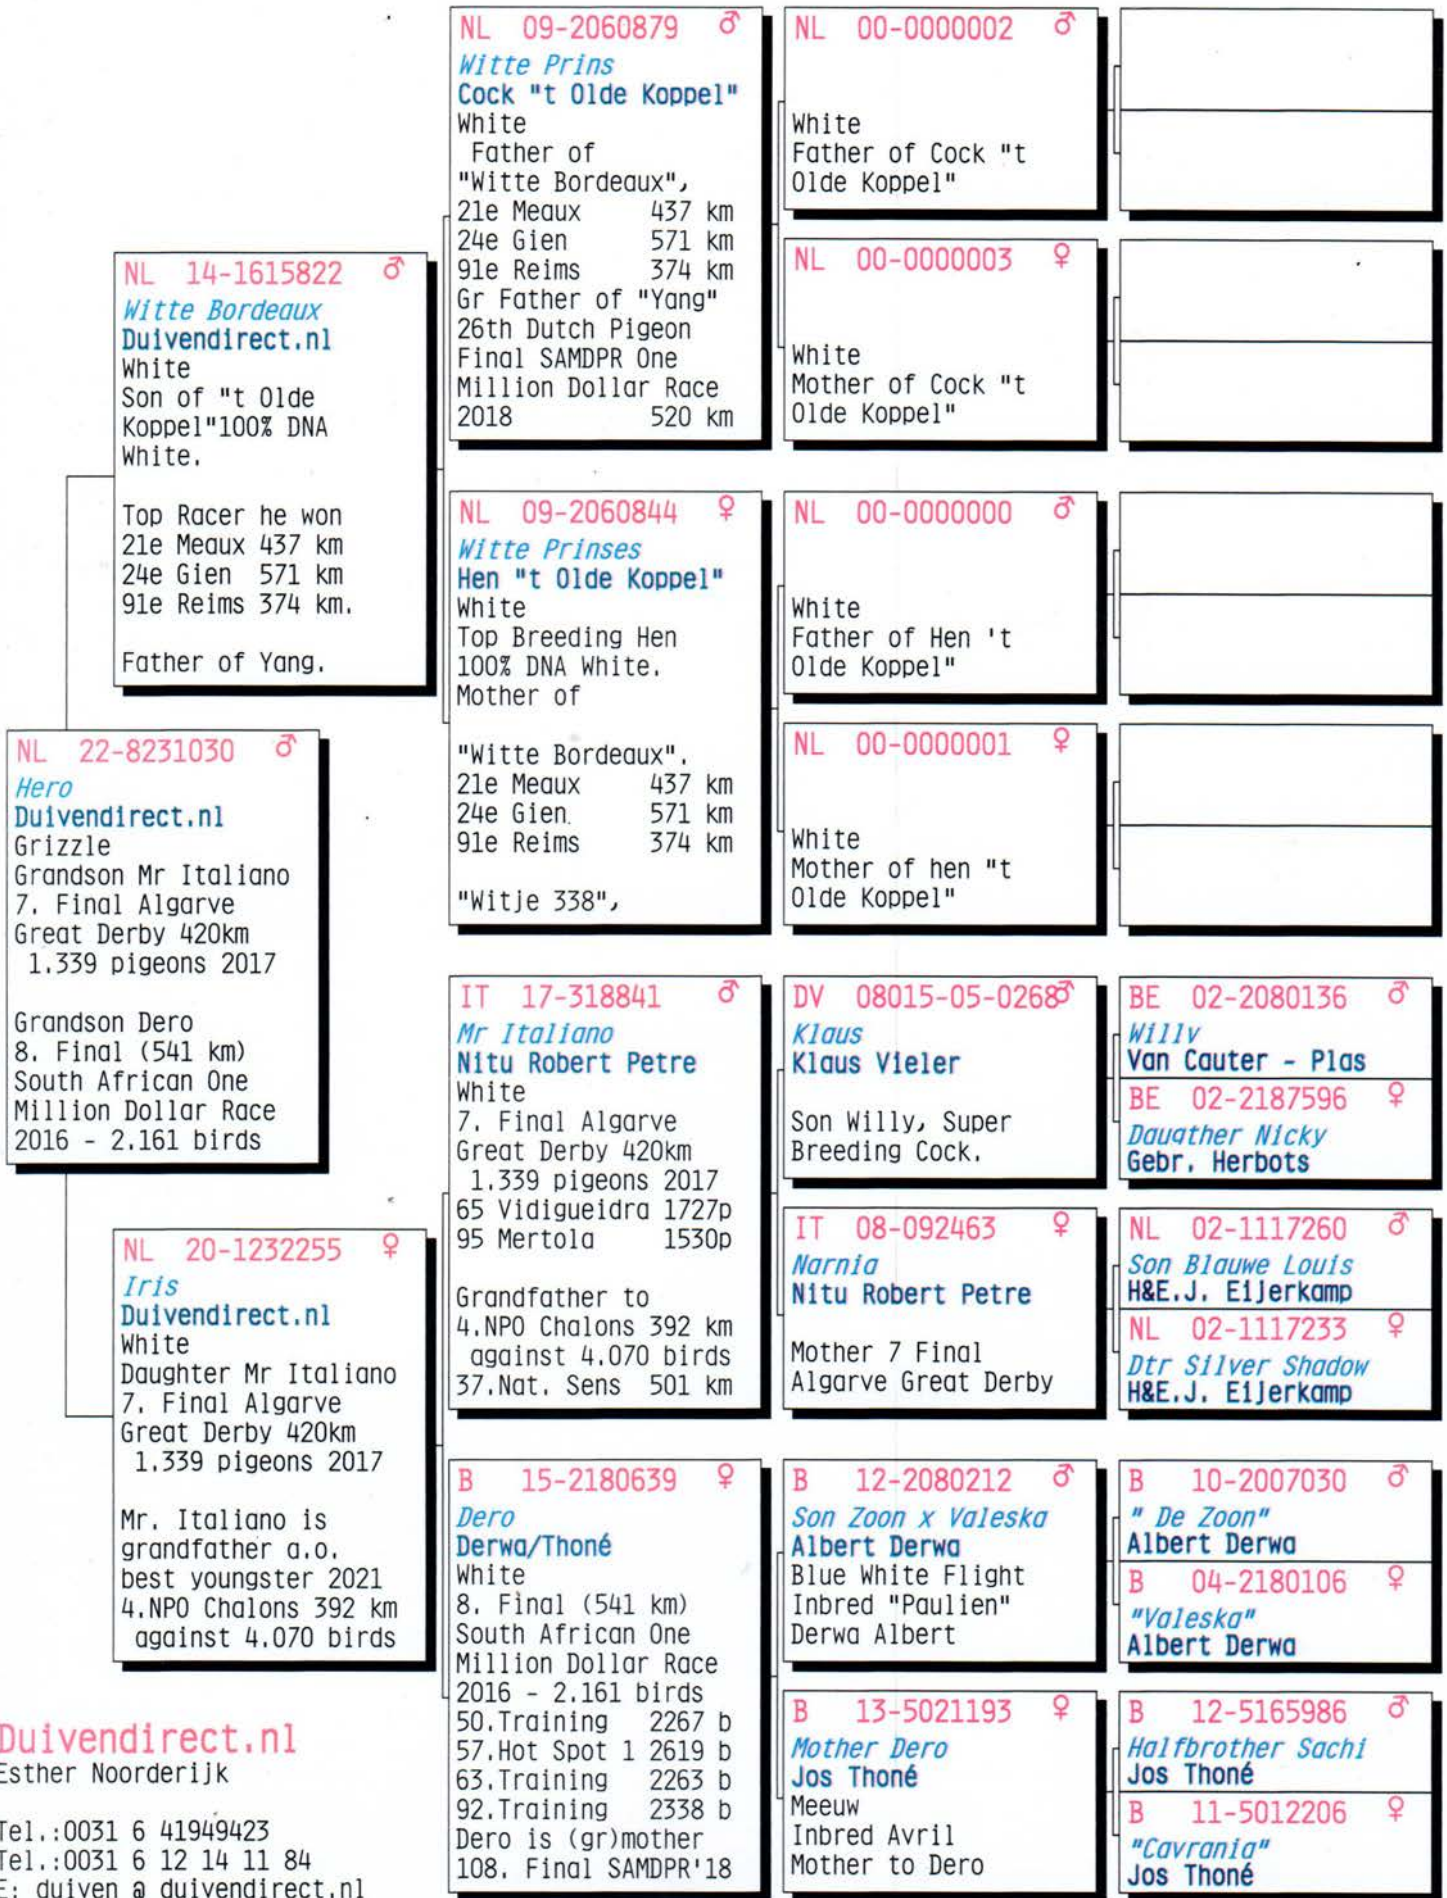 NL 22-8231030 ♂
Hero
Duivendirect.nl
Grizzle
Grandson Mr Italiano
7. Final Algarve
Great Derby 420km
1.339 pigeons 2017
Grandson Dero
8. Final (541 km)
South African One
Million Dollar Race
2016 - 2.161 birds
NL 14-1615822 ♂
Witte Bordeaux
Duivendirect.nl
White
Son of "t Olde
Koppel"100% DNA
White.
Top Racer he won
21e Meaux 437 km
24e Gien 571 km
91e Reims 374 km.
Father of Yang.
NL 20-1232255 ♀
Iris
Duivendirect.nl
White
Daughter Mr Italiano
7. Final Algarve
Great Derby 420km
1.339 pigeons 2017
Mr. Italiano is
grandfather a.o.
best youngster 2021
4.NPO Chalons 392 km
against 4.070 birds
NL 09-2060879 ♂
Witte Prins
Cock "t Olde Koppel"
White
Father of
"Witte Bordeaux",
21e Meaux 437 km
24e Gien 571 km
91e Reims 374 km
Gr Father of "Yang"
26th Dutch Pigeon
Final SAMDPR One
Million Dollar Race
2018 520 km
NL 09-2060844 ♀
Witte Prinses
Hen "t Olde Koppel"
White
Top Breeding Hen
100% DNA White.
Mother of
"Witte Bordeaux".
21e Meaux 437 km
24e Gien. 571 km
91e Reims 374 km
"Witje 338",
IT 17-318841 ♂
Mr Italiano
Nitu Robert Petre
White
7. Final Algarve
Great Derby 420km
1.339 pigeons 2017
65 Vidigueidra 1727p
95 Mertola 1530p
Grandfather to
4.NPO Chalons 392 km
against 4.070 birds
37.Nat. Sens 501 km
B 15-2180639 ♀
Dero
Derwa/Thoné
White
8. Final (541 km)
South African One
Million Dollar Race
2016 - 2.161 birds
50.Training 2267 b
57.Hot Spot 1 2619 b
63.Training 2263 b
92.Training 2338 b
Dero is (gr)mother
108. Final SAMDPR'18
NL 00-0000002 ♂
White
Father of Cock "t
Olde Koppel"
NL 00-0000003 ♀
White
Mother of Cock "t
Olde Koppel"
NL 00-0000000 ♂
White
Father of Hen 't
Olde Koppel"
NL 00-0000001 ♀
White
Mother of hen "t
Olde Koppel"
DV 08015-05-0268♂
Klaus
Klaus Vieler
Son Willy, Super
Breeding Cock.
IT 08-092463 ♀
Narnia
Nitu Robert Petre
Mother 7 Final
Algarve Great Derby
B 12-2080212 ♂
Son Zoon x Valeska
Albert Derwa
Blue White Flight
Inbred "Paulien"
Derwa Albert
B 13-5021193 ♀
Mother Dero
Jos Thoné
Meeuw
Inbred Avril
Mother to Dero
BE 02-2080136 ♂
Willy
Van Cauter - Plas
BE 02-2187596 ♀
Daugther Nicky
Gebr. Herbots
NL 02-1117260 ♂
Son Blauwe Louis
H&E.J. Eijerkamp
NL 02-1117233 ♀
Dtr Silver Shadow
H&E.J. Eijerkamp
B 10-2007030 ♂
" De Zoon"
Albert Derwa
B 04-2180106 ♀
"Valeska"
Albert Derwa
B 12-5165986 ♂
Halfbrother Sachi
Jos Thoné
B 11-5012206 ♀
"Cavrania"
Jos Thoné
Duivendirect.nl
Esther Noorderijk
Tel.:0031 6 41949423
Tel.:0031 6 12 14 11 84
E: duiven @ duivendirect.nl